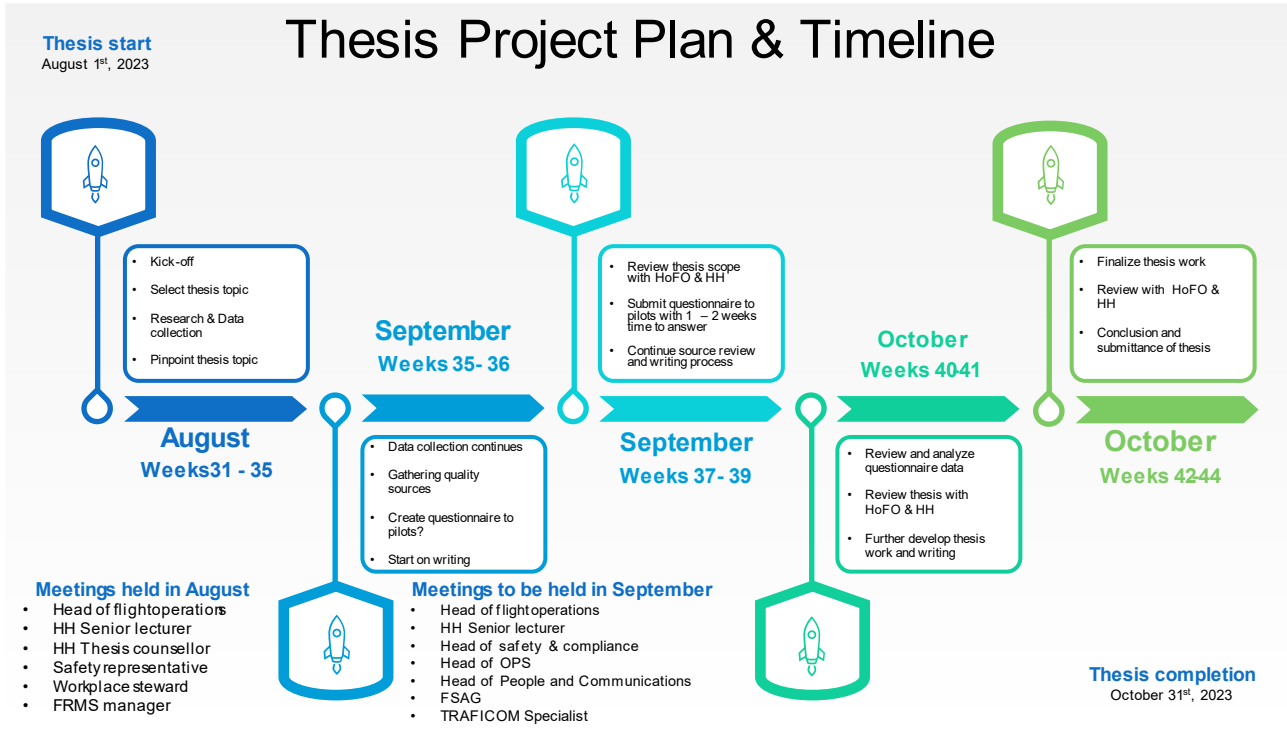 Thesis Project Plan & Timeline
Thesis start
August 1st, 2023
• Kick-off
• Select thesis topic
• Research & Data
collection
• Pinpoint thesis topic
August
Weeks31 - 35
September
Weeks 35- 36
• Data collection continues
• Gathering quality
sources
• Create questionnaire to
pilots?
• Start on writing
• Review thesis scope
with HoFO & HH
• Submit questionnaire to
pilots with 1 – 2 weeks
time to answer
• Continue source review
and writing process
September
Weeks 37- 39
October
Weeks 40-41
• Review and analyze
questionnaire data
• Review thesis with
HoFO & HH
• Further develop thesis
work and writing
• Finalize thesis work
• Review with HoFO &
HH
• Conclusion and
submittance of thesis
October
Weeks 42-44
Meetings held in August
• Head of flightoperations
• HH Senior lecturer
• HH Thesis counsellor
• Safety representative
• Workplace steward
• FRMS manager
Meetings to be held in September
• Head of flightoperations
• HH Senior lecturer
• Head of safety & compliance
• Head of OPS
• Head of People and Communications
• FSAG
• TRAFICOM Specialist
Thesis completion
October 31st, 2023